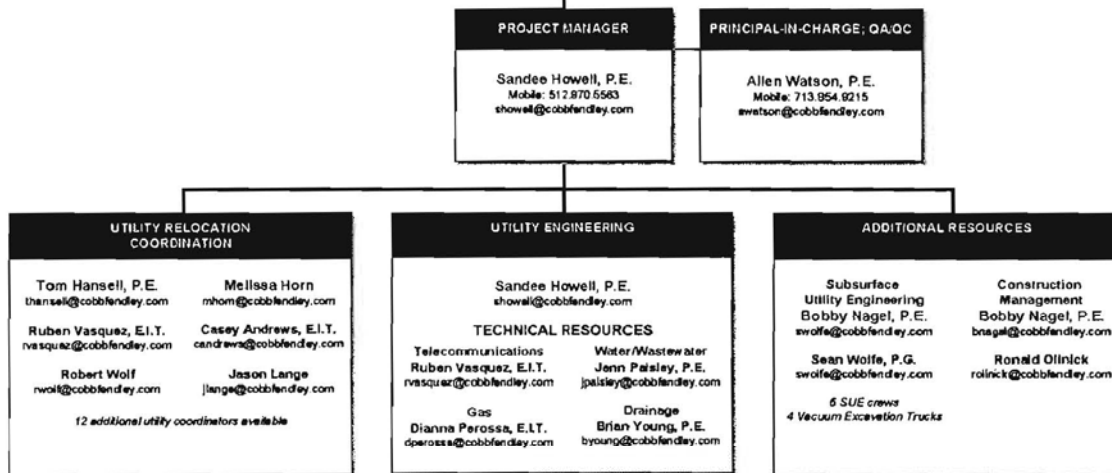 PROJECT MANAGER
Sandee Howell, P.E.
Mobile: 512.970.5563
showell@cobbfendley.com
PRINCIPAL-IN-CHARGE; QA/QC
Allen Watson, P.E.
Mobile: 713.954.9215
awatson@cobbfendley.com
UTILITY RELOCATION
COORDINATION
Tom Hansell, P.E.
thansell@cobbfendley.com
Melissa Horn
mhorn@cobbfendley.com
Ruben Vasquez, E.I.T.
rvasquez@cobbfendley.com
Casey Andrews, E.I.T.
candrews@cobbfendley.com
Robert Wolf
rwolf@cobbfendley.com
Jason Lange
jlange@cobbfendley.com
12 additional utility coordinators available
UTILITY ENGINEERING
Sandee Howell, P.E.
showell@cobbfendley.com
TECHNICAL RESOURCES
Telecommunications
Ruben Vasquez, E.I.T.
rvasquez@cobbfendley.com
Water/Wastewater
Jenn Paisley, P.E.
jpaisley@cobbfendley.com
Gas
Dianna Perossa, E.I.T.
dperossa@cobbfendley.com
Drainage
Brian Young, P.E.
byoung@cobbfendley.com
ADDITIONAL RESOURCES
Subsurface
Utility Engineering
Bobby Nagel, P.E.
swolfe@cobbfendley.com
Construction
Management
Bobby Nagel, P.E.
bnagel@cobbfendley.com
Sean Wolfe, P.G.
swolfe@cobbfendley.com
Ronald Olinick
rolinick@cobbfendley.com
6 SUE crews
4 Vacuum Excavation Trucks